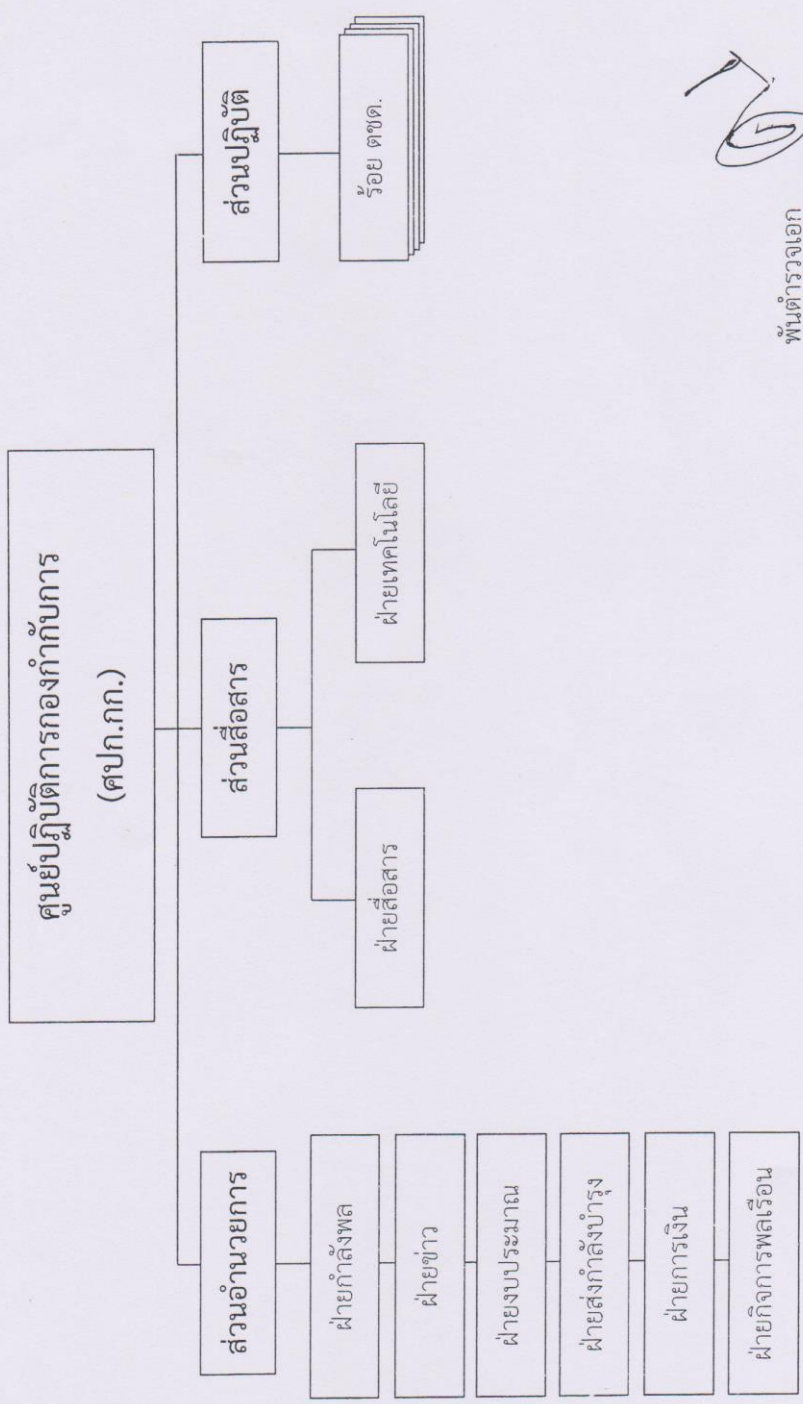 ศูนย์ปฏิบัติการกองกำกับการ
(ศปก.กก.)
ส่วนอำนวยการ
ส่วนสื่อสาร
ส่วนปฏิบัติ
ฝ่ายกำลังพล
ฝ่ายข่าว
ฝ่ายงบประมาณ
ฝ่ายส่งกำลังบำรุง
ฝ่ายการเงิน
ฝ่ายกิจการพลเรือน
ฝ่ายสื่อสาร
ฝ่ายเทคโนโลยี
ร้อย ตชด.
พันตำรวจเอก